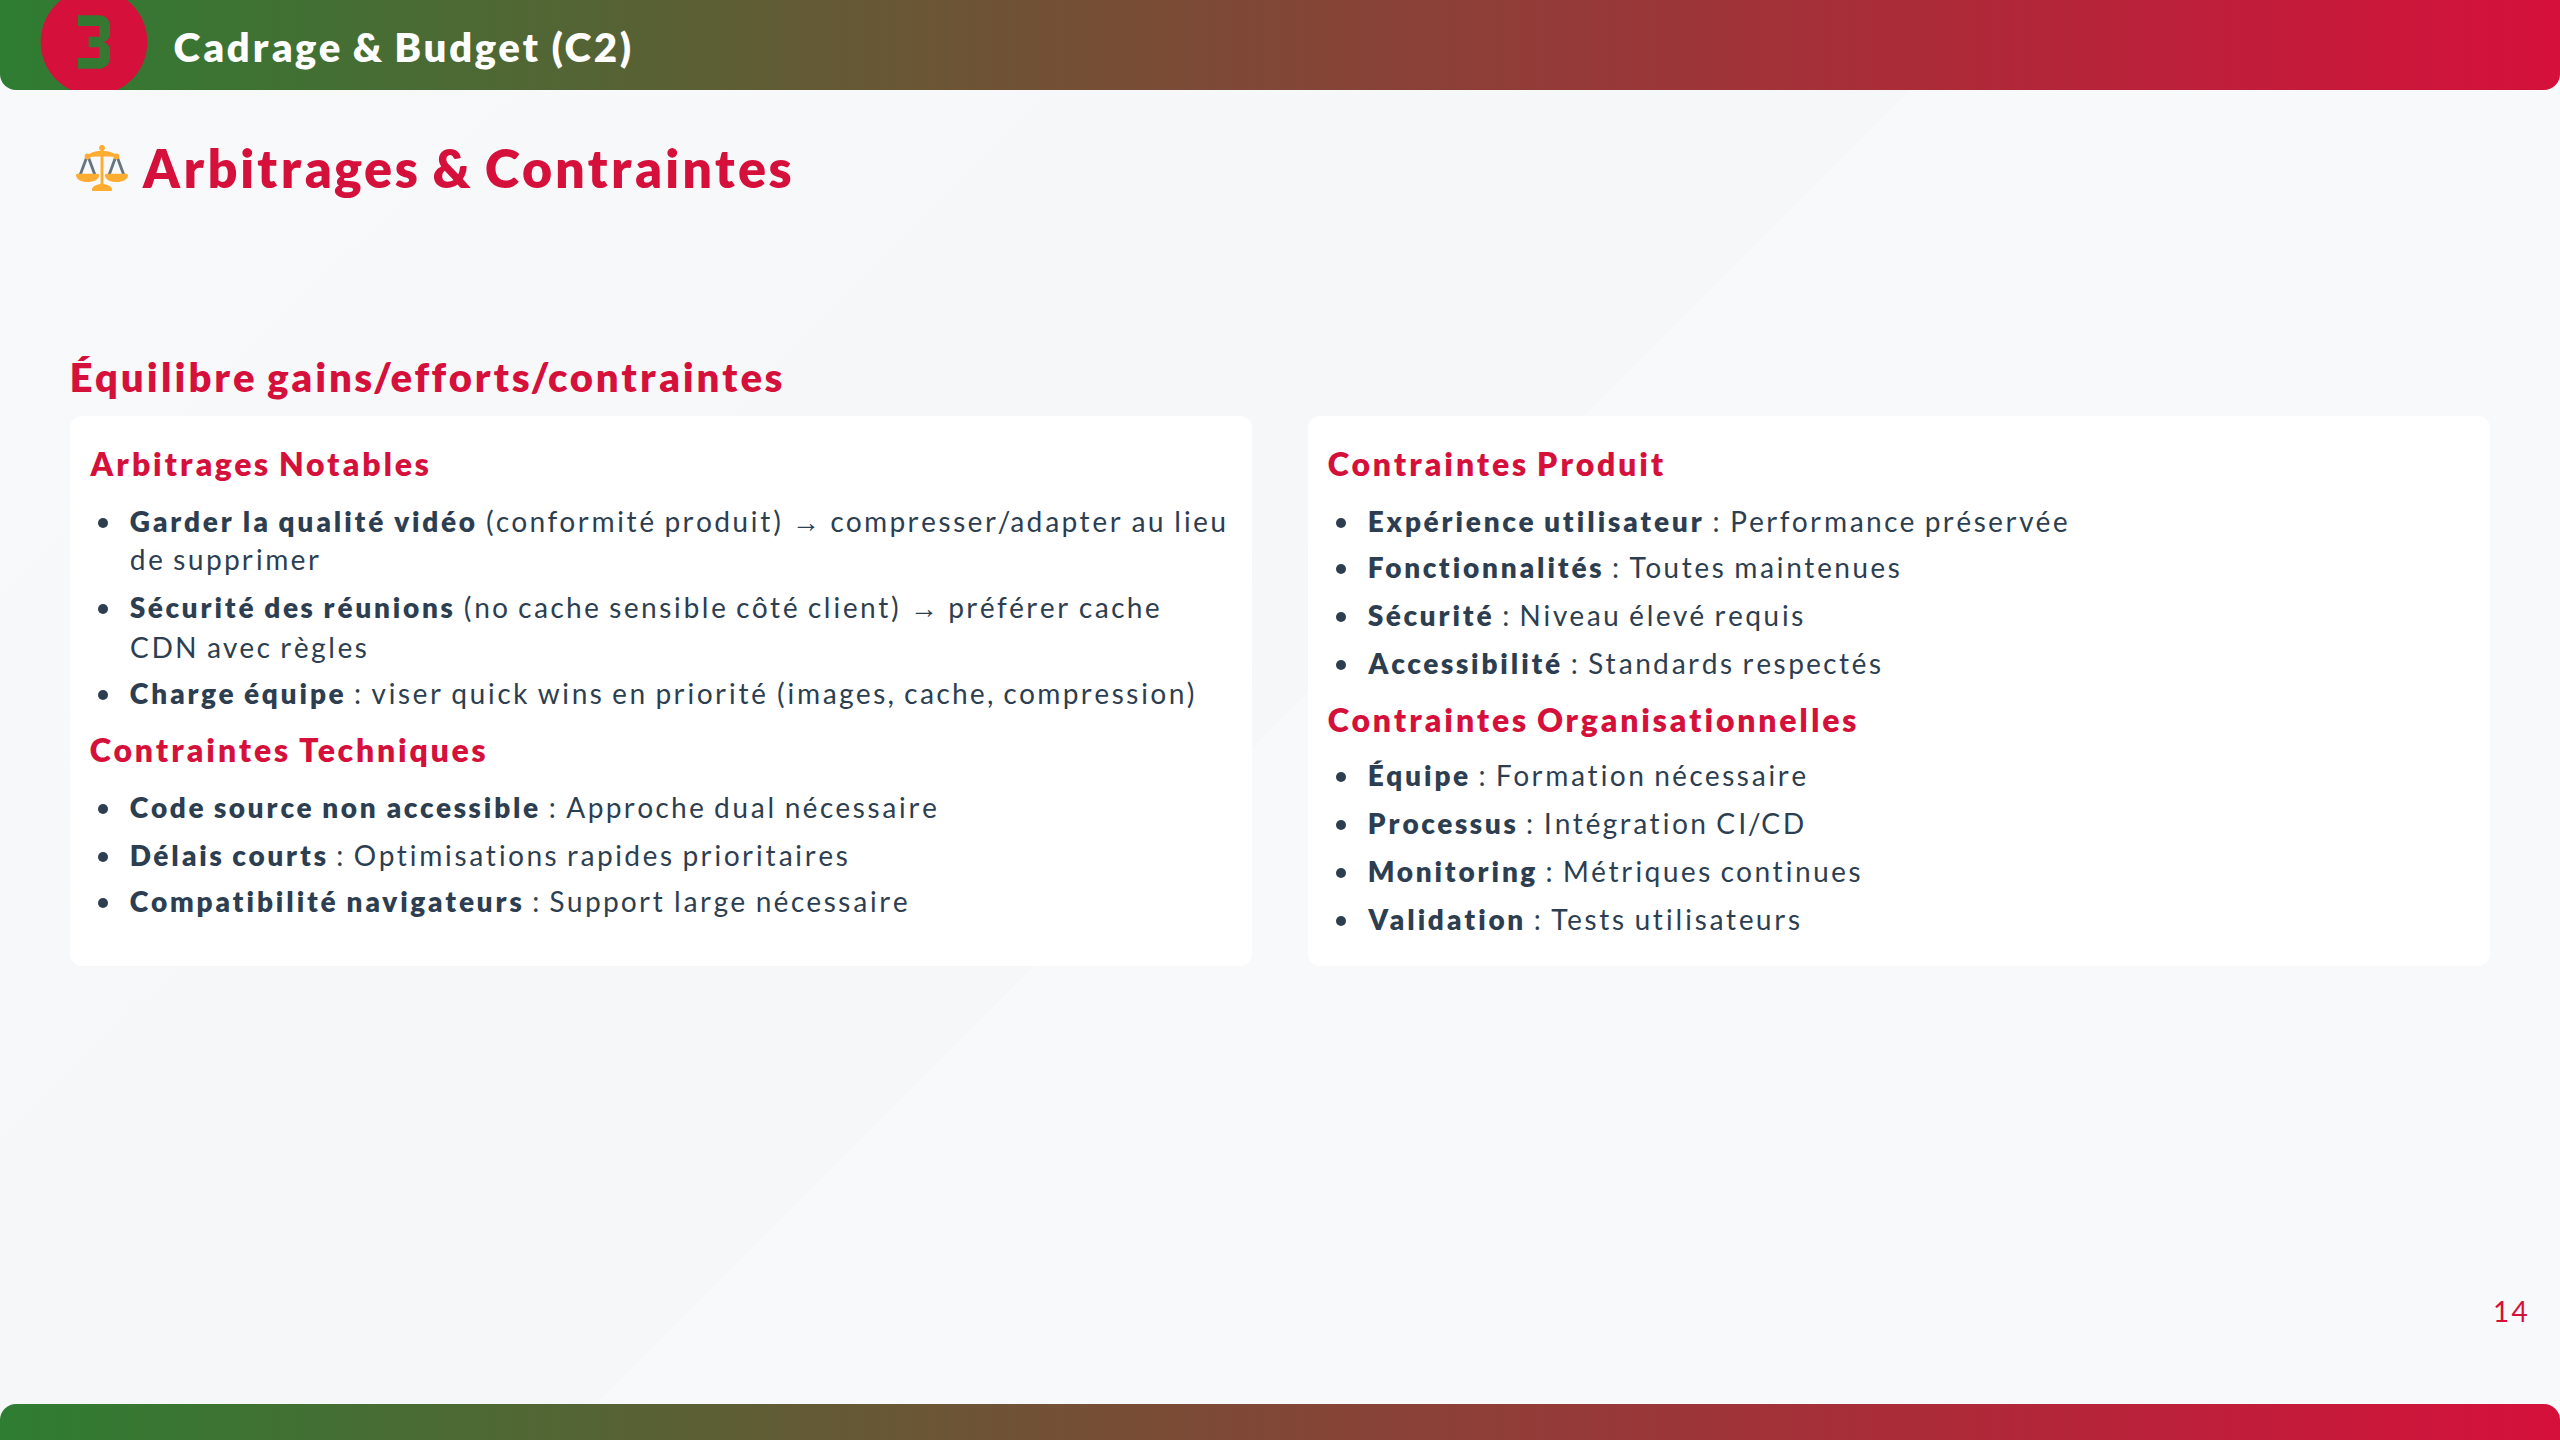 3
Cadrage & Budget (C2)
Arbitrages & Contraintes
Équilibre gains/efforts/contraintes
Arbitrages Notables
Garder la qualité vidéo (conformité produit) → compresser/adapter au lieu
de supprimer
Sécurité des réunions (no cache sensible côté client) → préférer cache
CDN avec règles
Charge équipe : viser quick wins en priorité (images, cache, compression)
Contraintes Techniques
Code source non accessible : Approche dual nécessaire
Délais courts : Optimisations rapides prioritaires
Compatibilité navigateurs : Support large nécessaire
Contraintes Produit
Expérience utilisateur : Performance préservée
Fonctionnalités : Toutes maintenues
Sécurité : Niveau élevé requis
Accessibilité : Standards respectés
Contraintes Organisationnelles
Équipe : Formation nécessaire
Processus : Intégration CI/CD
Monitoring : Métriques continues
Validation : Tests utilisateurs
14